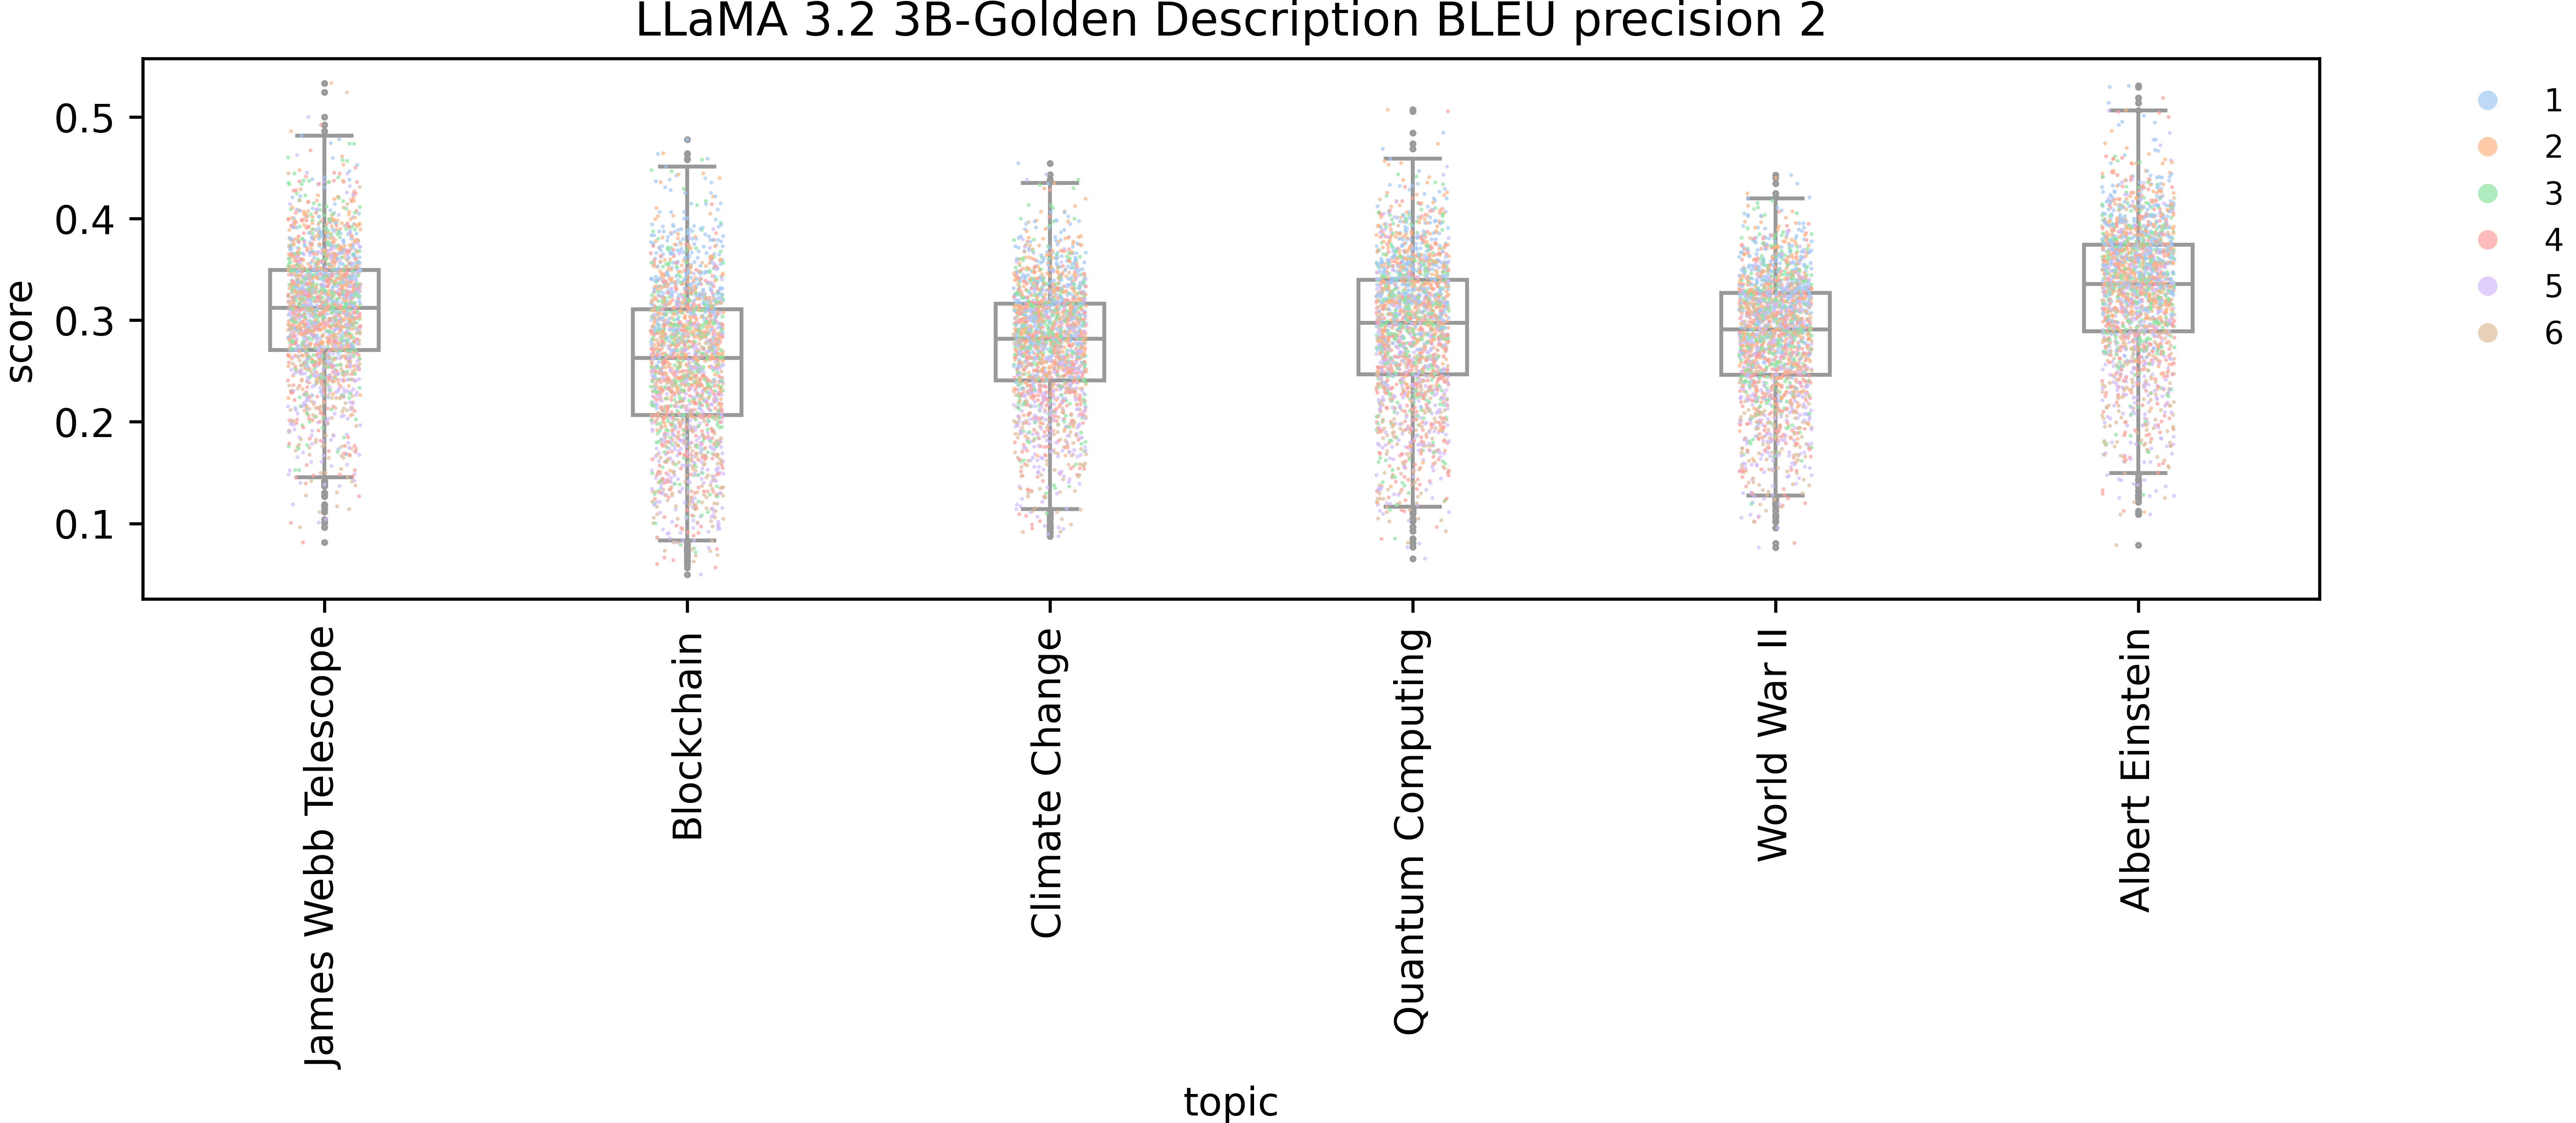 LLaMA 3.2 3B-Golden Description BLEU precision 2
score
0.5
0.4
0.3
0.2
0.1
1
2
3
4
5
6
James Webb Telescope
Blockchain
Climate Change
Quantum Computing
World War II
Albert Einstein
topic